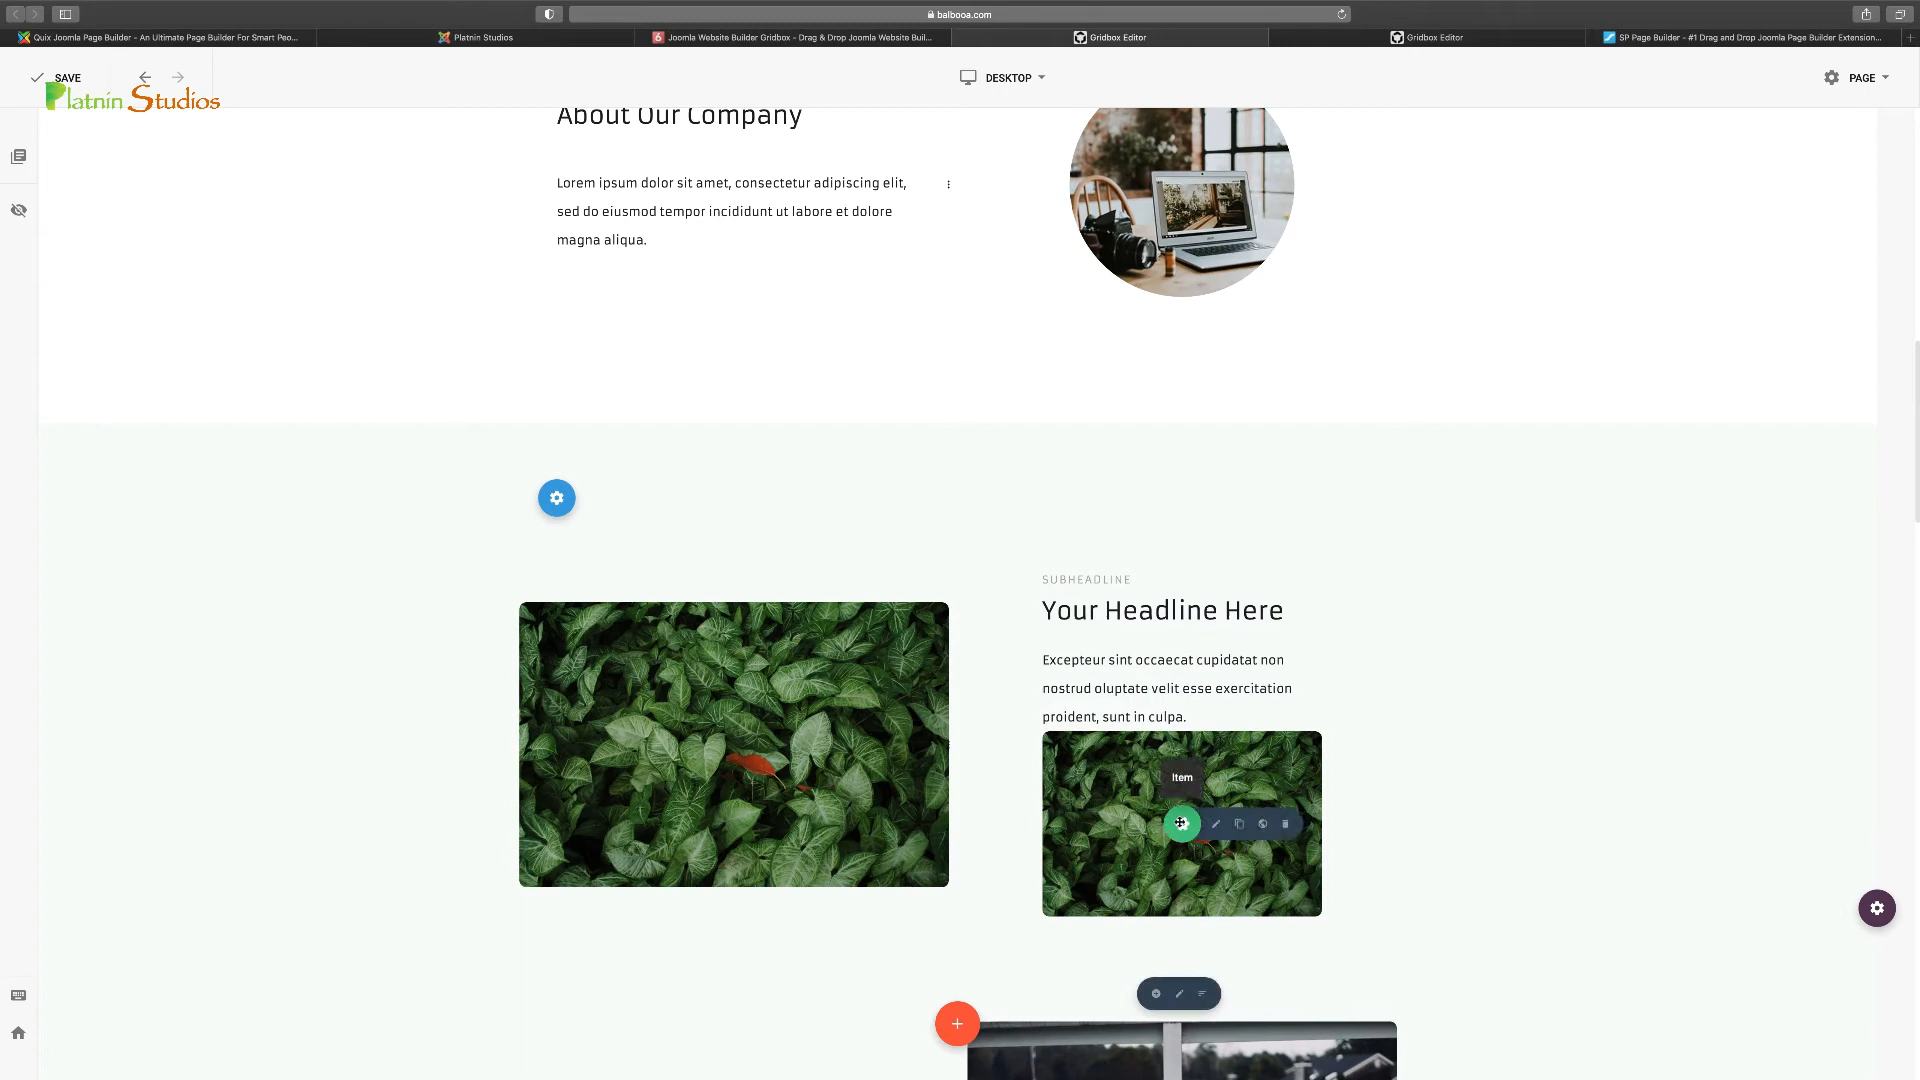 balbooa.com
Quix Joomla Page Builder - An Ultimate Page Builder For Smart Peo...
Platnin Studios
Joomla Website Builder Gridbox - Drag & Drop Joomla Website Buil...
Gridbox Editor
Gridbox Editor
SP Page Builder - #1 Drag and Drop Joomla Page Builder Extension...
SAVE
DESKTOP
PAGE
Platnin Studios
About Our Company
Lorem ipsum dolor sit amet, consectetur adipiscing elit,
sed do eiusmod tempor incididunt ut labore et dolore
magna aliqua.
SUBHEADLINE
Your Headline Here
Excepteur sint occaecat cupidatat non
nostrud oluptate velit esse exercitation
proident, sunt in culpa.
Item